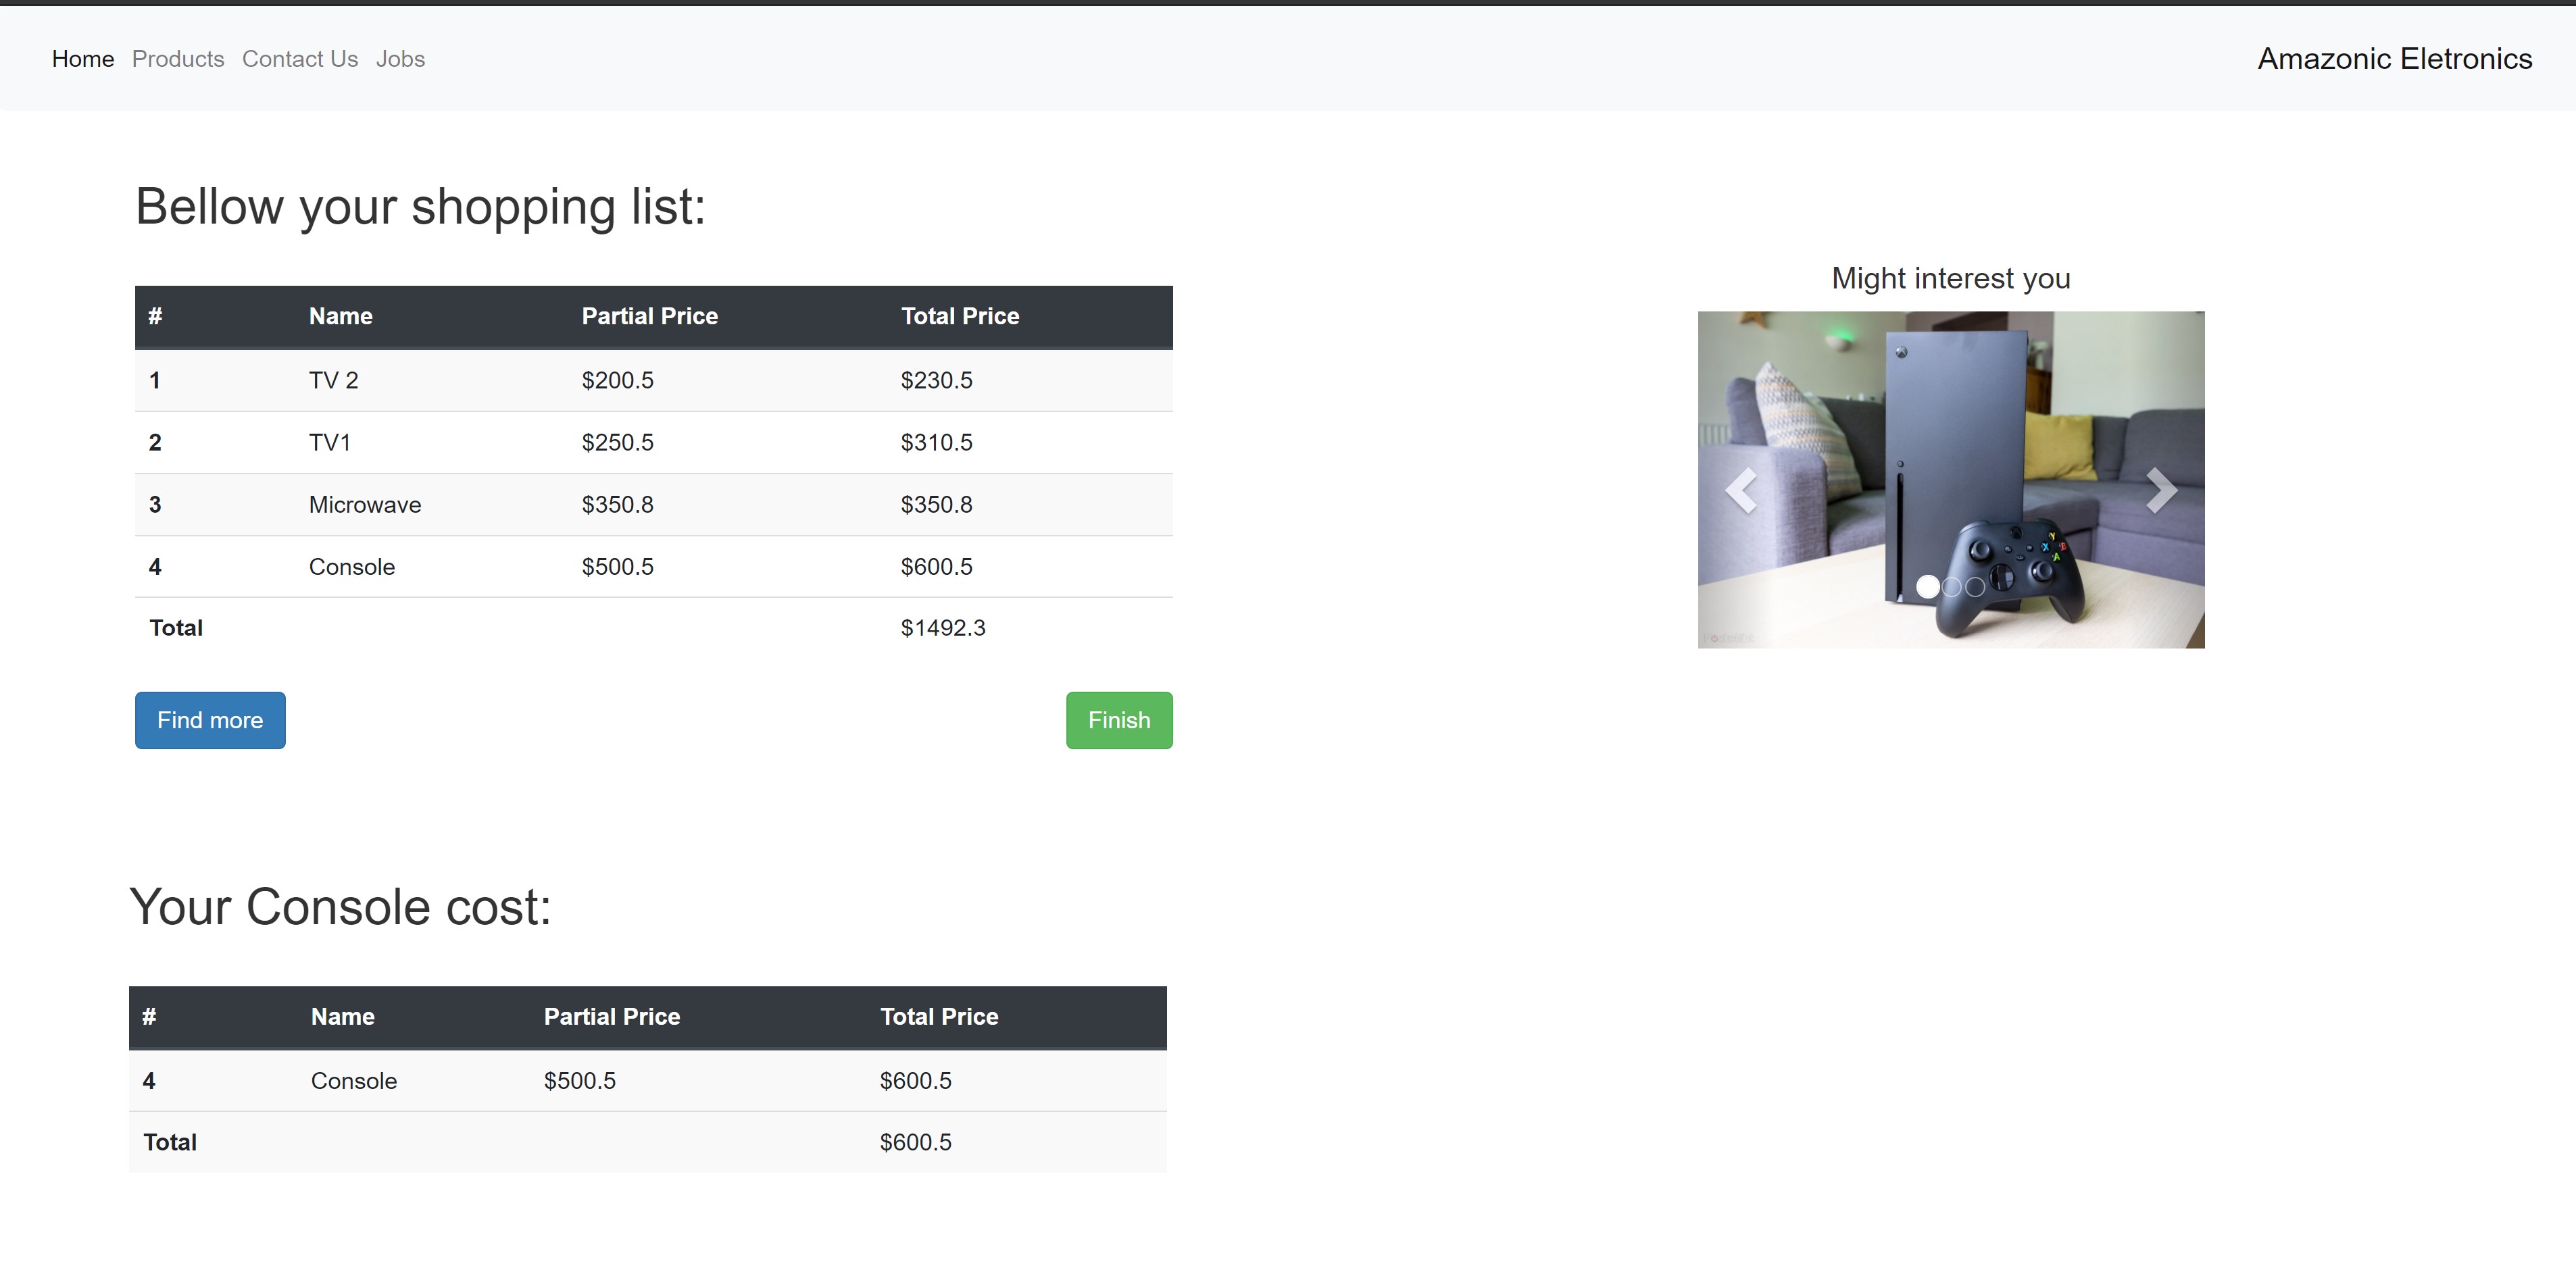 Home Products Contact Us Jobs
Amazonic Eletronics
Bellow your shopping list:
# Name Partial Price Total Price
1 TV 2 $200.5 $230.5
2 TV1 $250.5 $310.5
3 Microwave $350.8 $350.8
4 Console $500.5 $600.5
Total $1492.3
Find more Finish
Might interest you
Y
X B
A
Your Console cost:
# Name Partial Price Total Price
4 Console $500.5 $600.5
Total $600.5